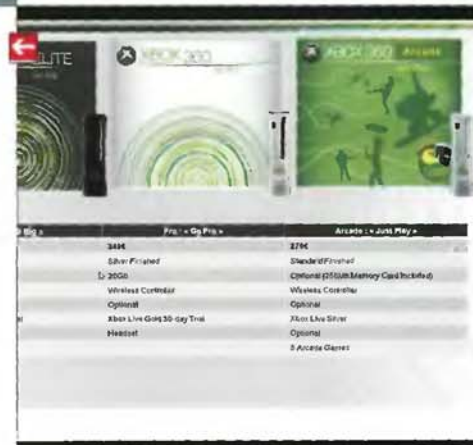 LITE
XBOX 360
XBOX 360 Arcade
Big »
Pro : « Go Pro »
Arcade : « Just Play »
349€
279€
Silver Finished
Standard Finished
20Gb
Optional (256Mb Memory Card Included)
Wireless Controller
Wireless Controller
Optional
Optional
Xbox Live Gold 30-day Trial
Xbox Live Silver
Headset
Optional
5 Arcade Games